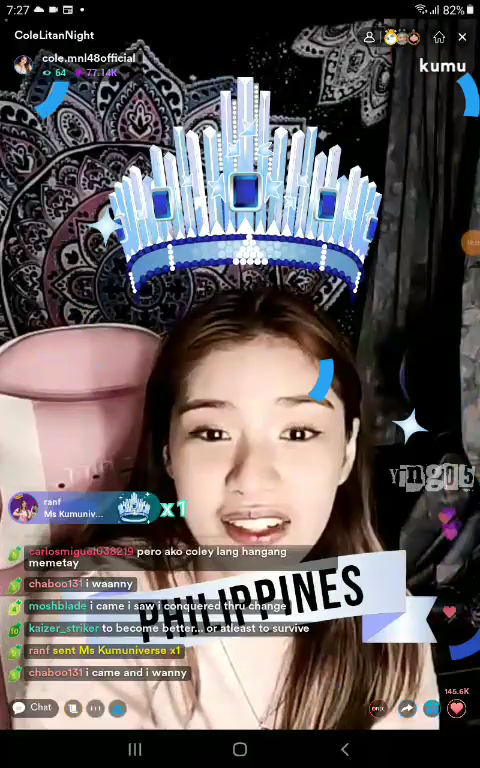 7:27
82%
ColeLitanNight
cole.mnl48official
64 77.14K
kumu
Yng05
ranf
Ms Kumuniv...
x1
carlosmiguel038219 pero ako coley lang hangang
memetay
chaboo131 i waanny
PHILIPPINES
moshblade i came i saw i conquered thru change
kaizer_striker to become better... or atleast to survive
ranf sent Ms Kumuniverse x1
chaboo131 i came and i wanny
145.6K
Chat